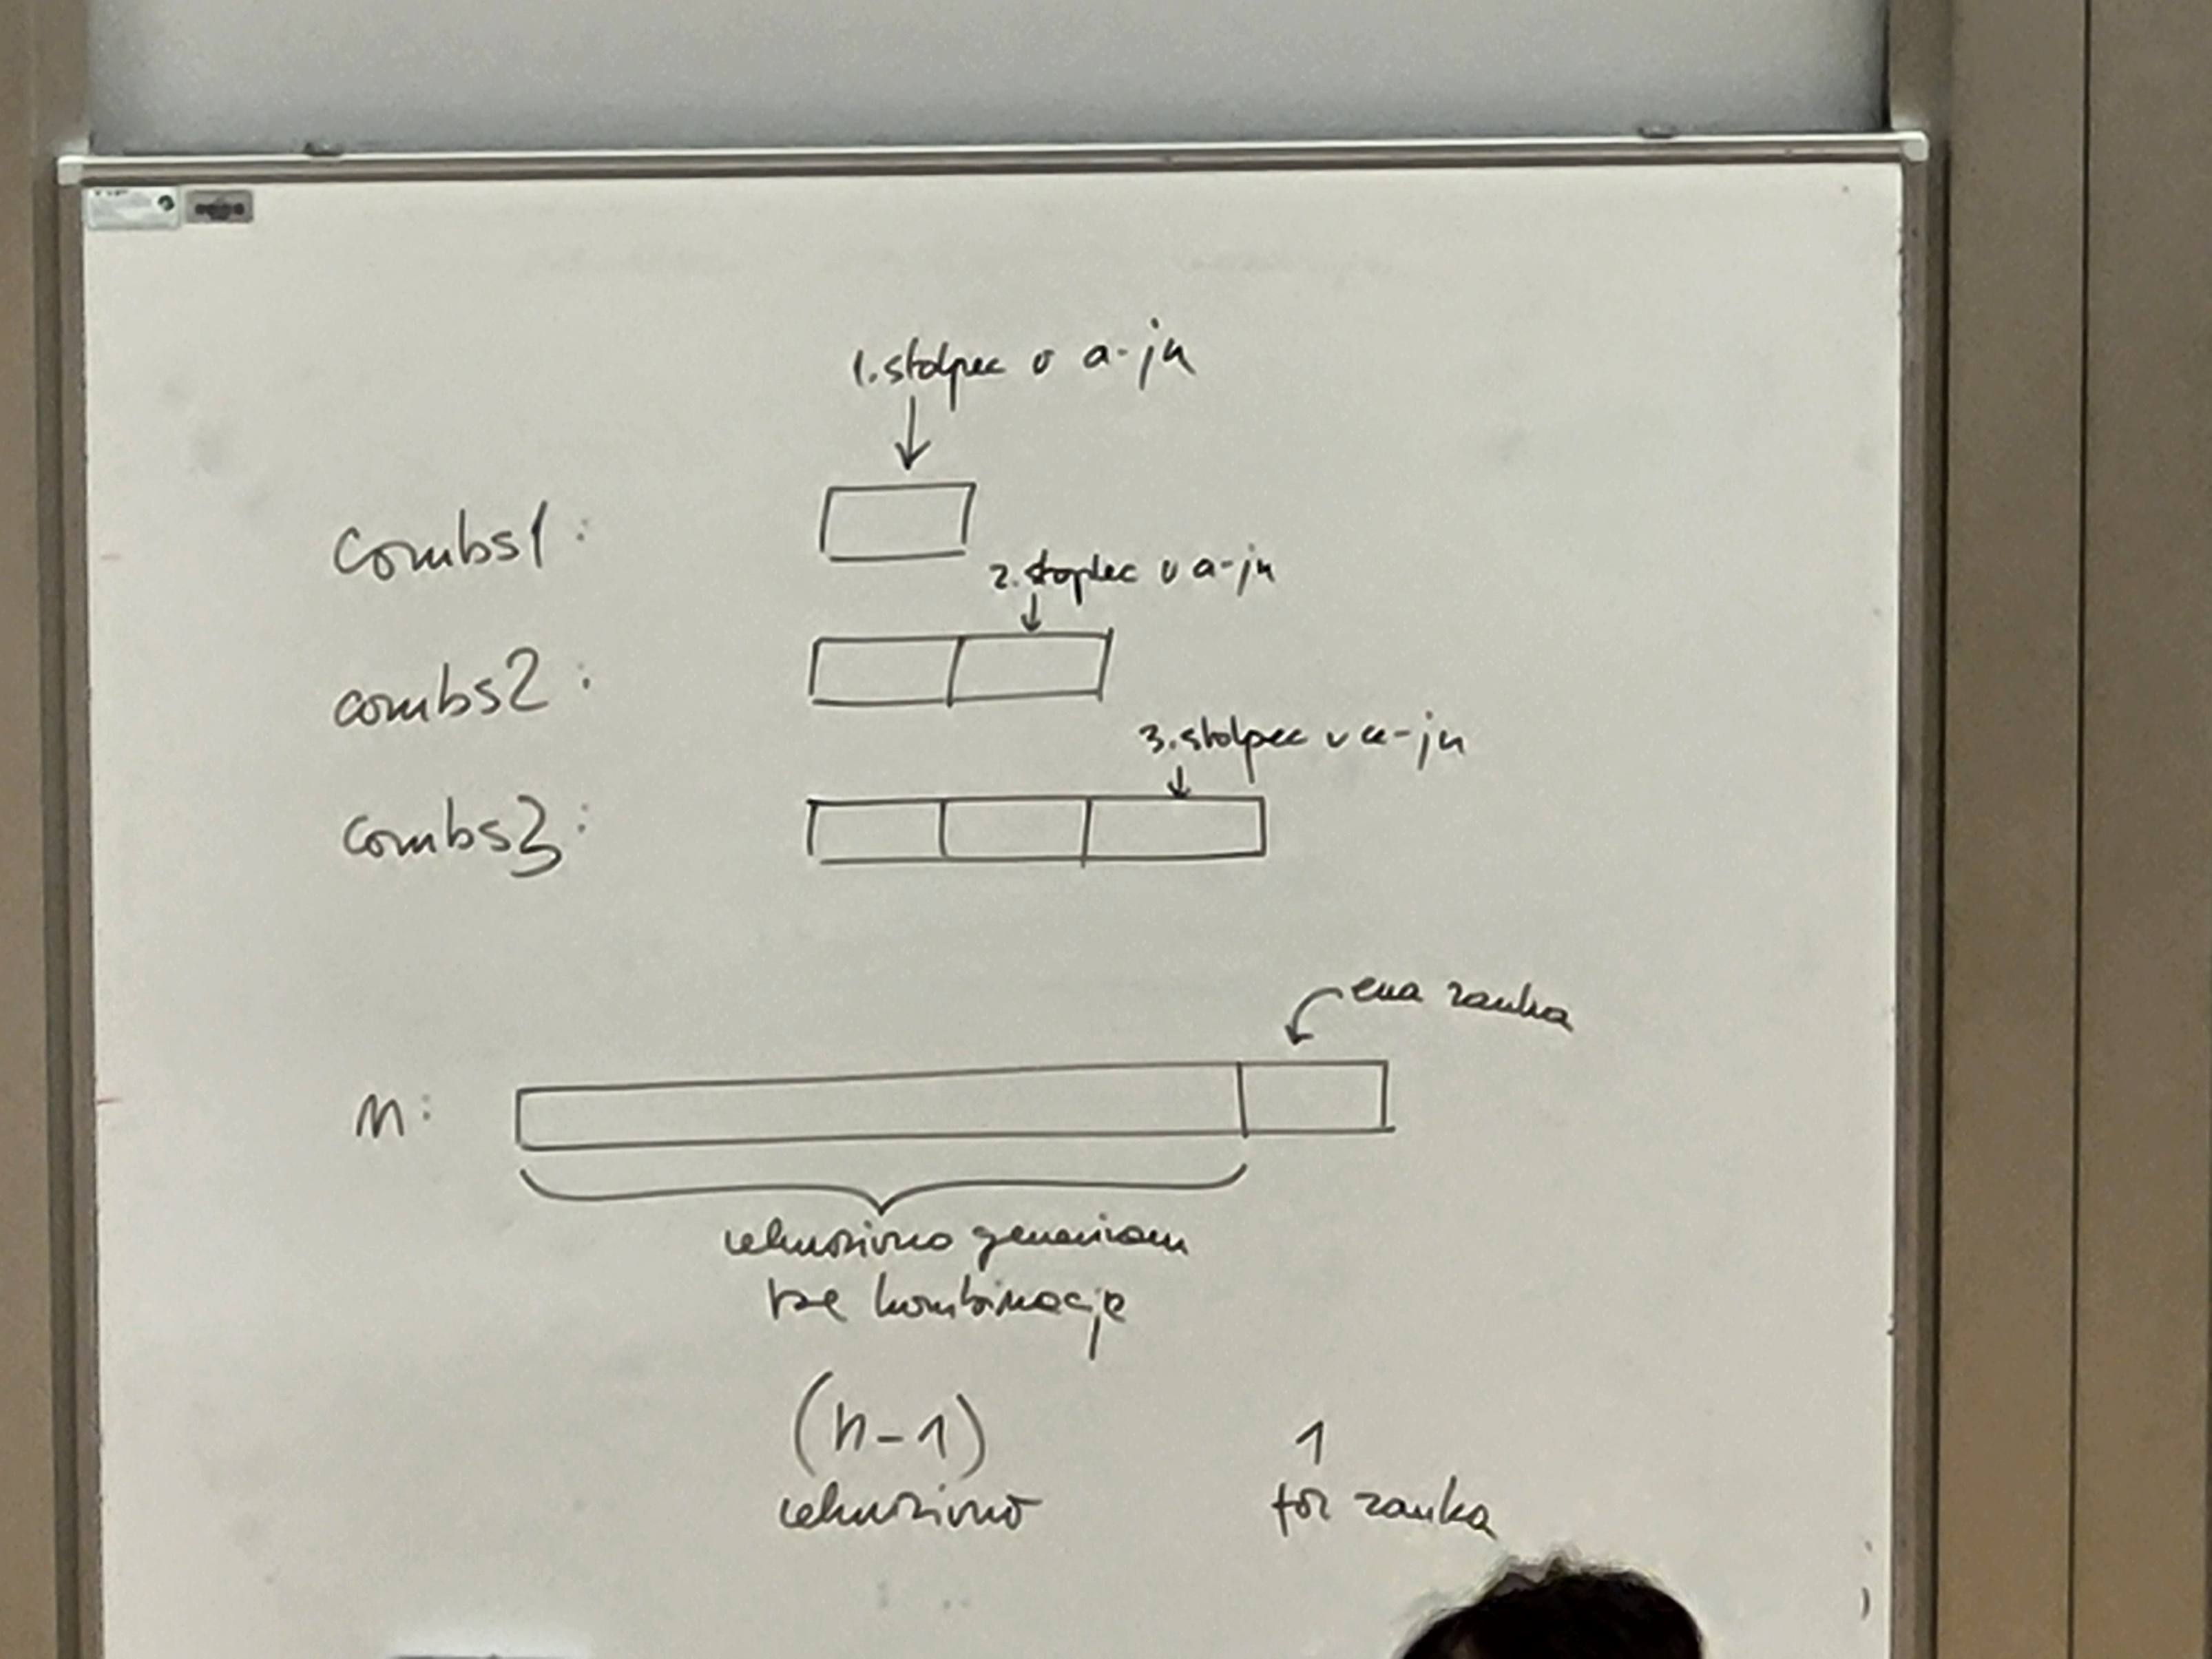 1. stolpec v a-ju
combs1:
2. stoplec v a-ju
combs2:
3. stolpec v a-ju
combs3:
ena zanka
n:
rekurzivno generiram
vse kombinacije
(n-1) 1
rekurzivno for zanka